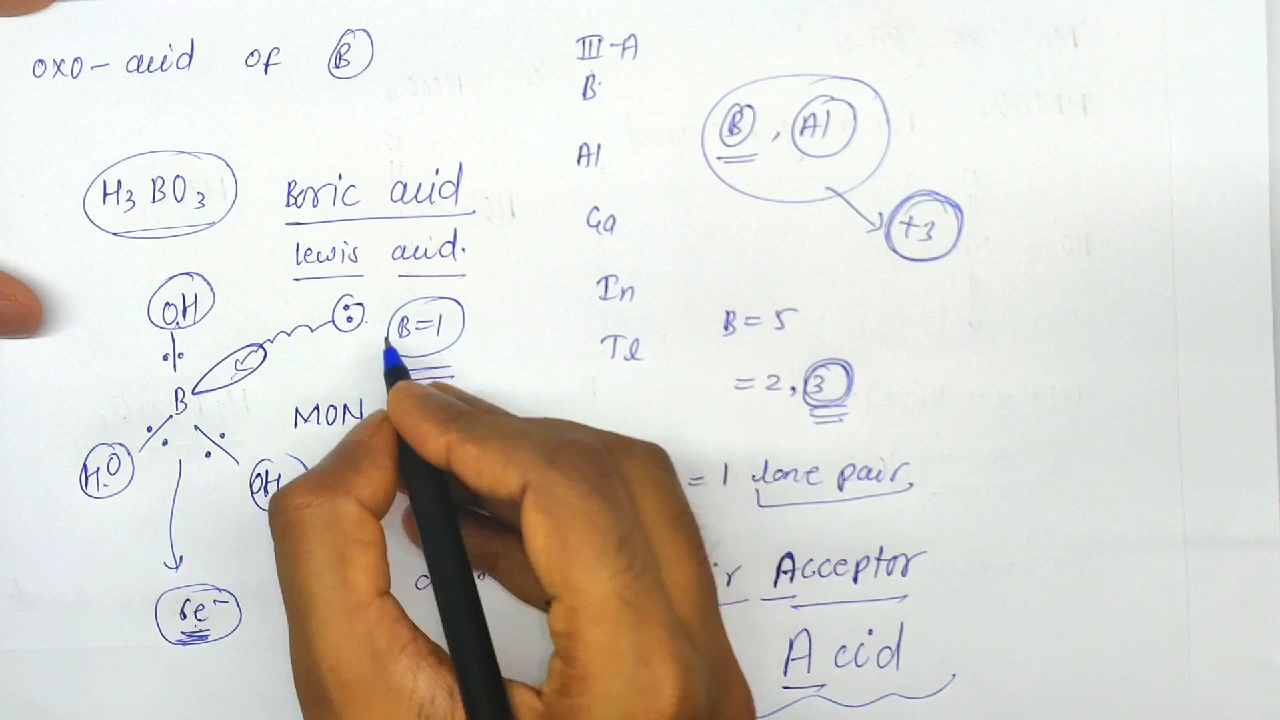 oxo-acid of B
H3BO3 Boric acid
lewis acid.
OH
B=1
B
H.O
OH
MON
6e-
III-A
B
Al
Ga
In
Tl
B, Al
+3
B=5
=2,3
=1 lone pair,
Acceptor
Acid